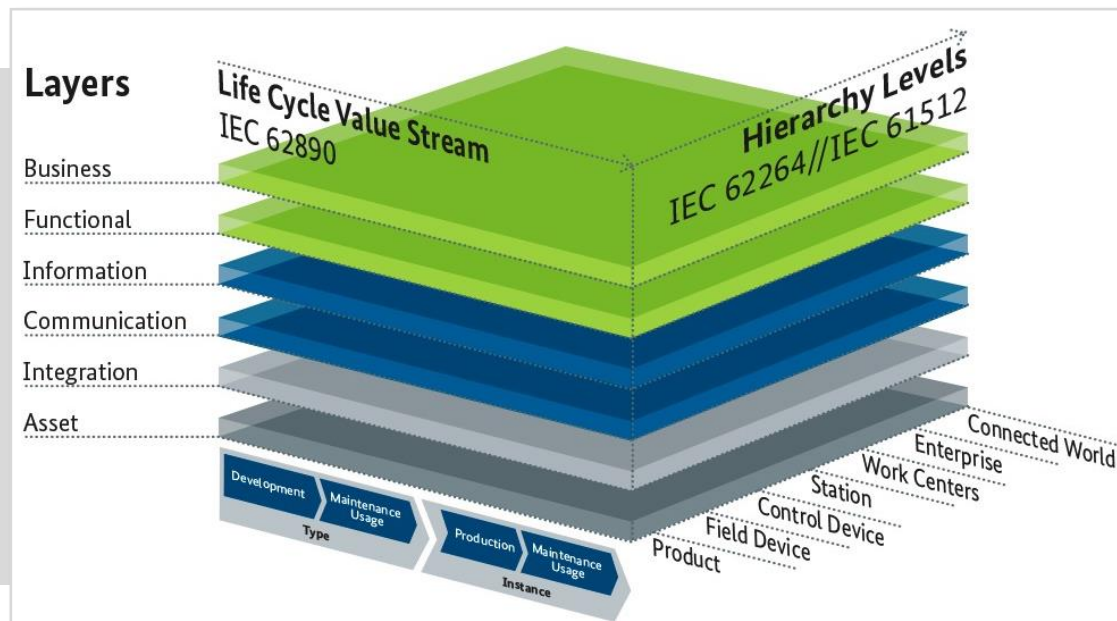 Layers
Life Cycle Value Stream
IEC 62890
Hierarchy Levels
IEC 62264//IEC 61512
Business
Functional
Information
Communication
Integration
Asset
Development
Maintenance
Usage
Type
Production
Maintenance
Usage
Instance
Connected World
Enterprise
Work Centers
Station
Control Device
Field Device
Product